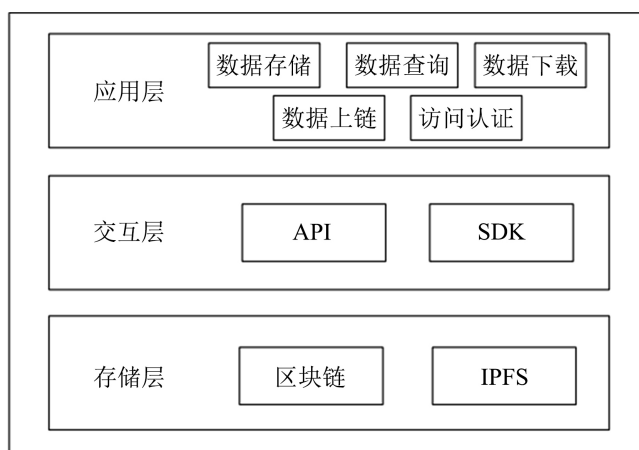 数据存储 数据查询 数据下载
应用层
数据上链 访问认证
交互层 API SDK
存储层 区块链 IPFS